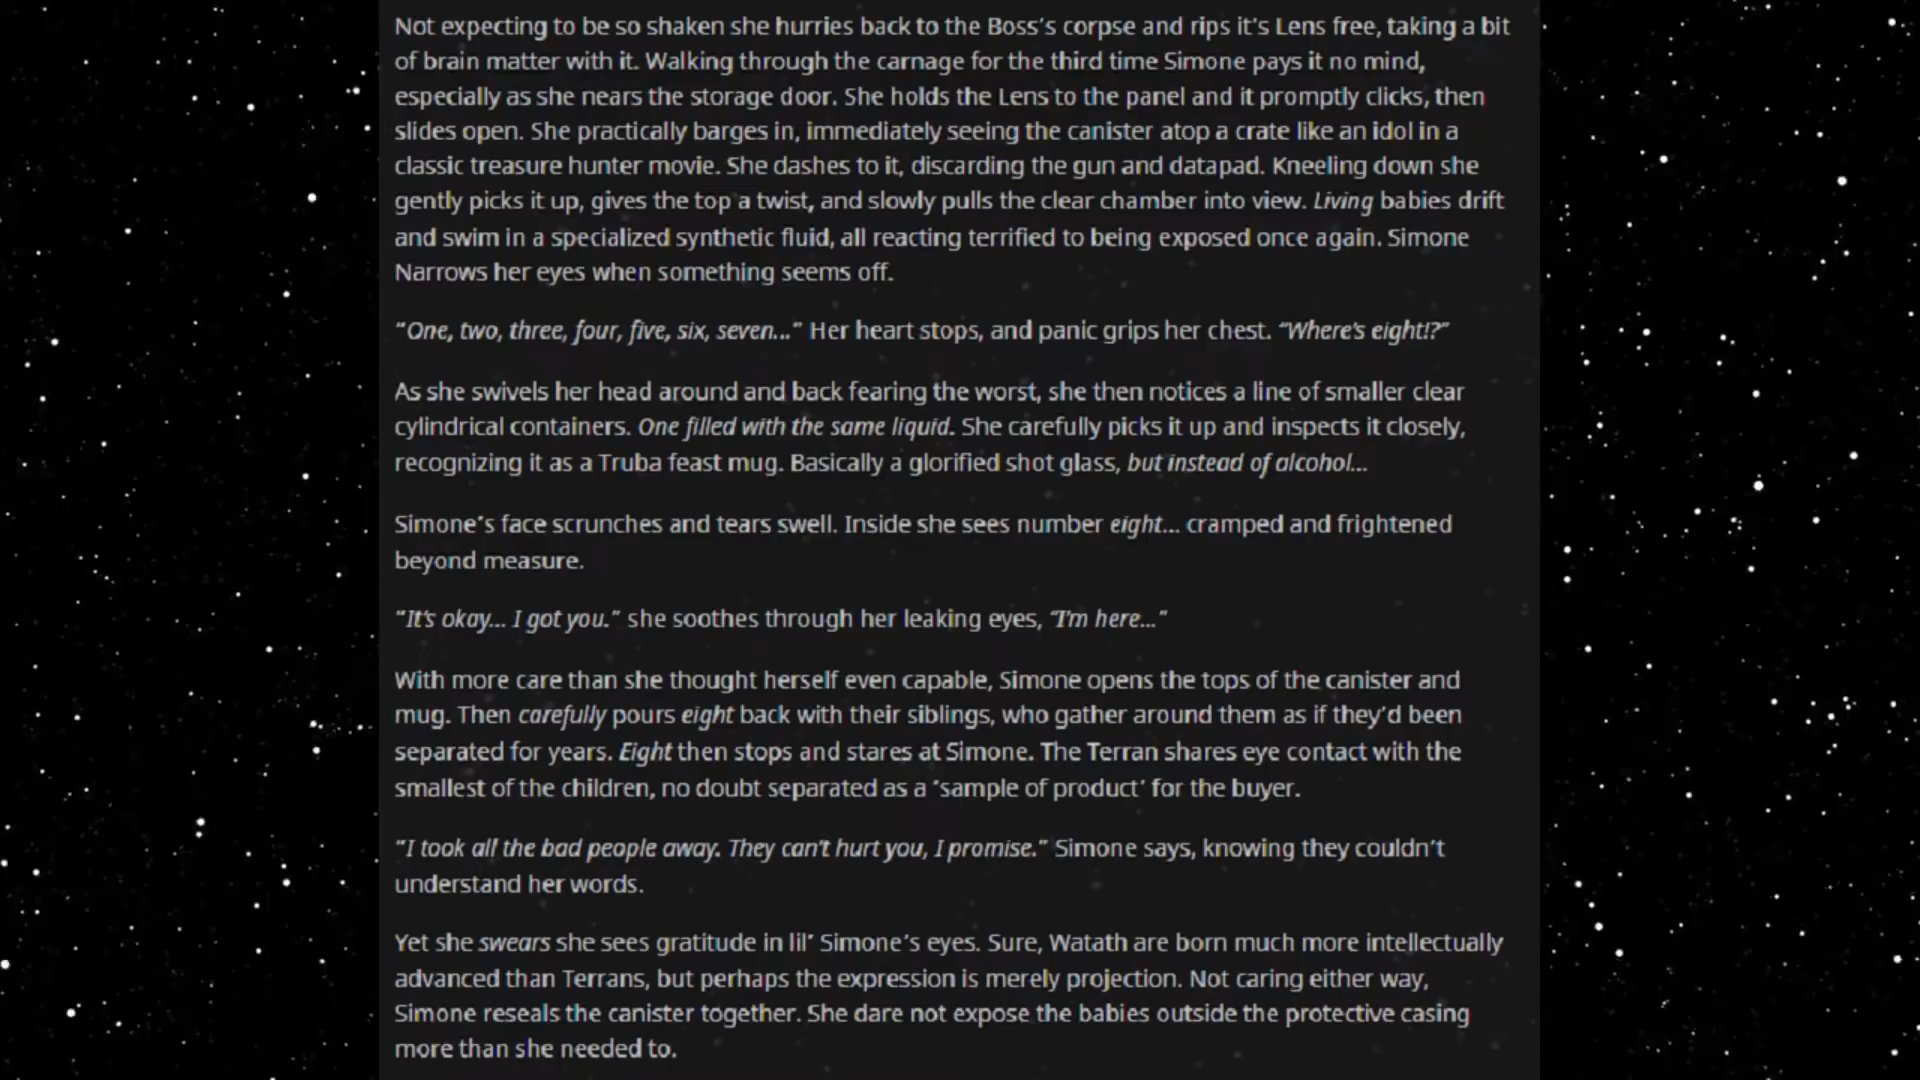 Not expecting to be so shaken she hurries back to the Boss's corpse and rips it's Lens free, taking a bit
of brain matter with it. Walking through the carnage for the third time Simone pays it no mind,
especially as she nears the storage door. She holds the Lens to the panel and it promptly clicks, then
slides open. She practically barges in, immediately seeing the canister atop a crate like an idol in a
classic treasure hunter movie. She dashes to it, discarding the gun and datapad. Kneeling down she
gently picks it up, gives the top a twist, and slowly pulls the clear chamber into view. Living babies drift
and swim in a specialized synthetic fluid, all reacting terrified to being exposed once again. Simone
Narrows her eyes when something seems off.
"One, two, three, four, five, six, seven..." Her heart stops, and panic grips her chest. "Where's eight!?"
As she swivels her head around and back fearing the worst, she then notices a line of smaller clear
cylindrical containers. One filled with the same liquid. She carefully picks it up and inspects it closely,
recognizing it as a Truba feast mug. Basically a glorified shot glass, but instead of alcohol...
Simone's face scrunches and tears swell. Inside she sees number eight... cramped and frightened
beyond measure.
"It's okay... I got you." she soothes through her leaking eyes, "I'm here..."
With more care than she thought herself even capable, Simone opens the tops of the canister and
mug. Then carefully pours eight back with their siblings, who gather around them as if they'd been
separated for years. Eight then stops and stares at Simone. The Terran shares eye contact with the
smallest of the children, no doubt separated as a 'sample of product' for the buyer.
"I took all the bad people away. They can't hurt you, I promise." Simone says, knowing they couldn't
understand her words.
Yet she swears she sees gratitude in lil' Simone's eyes. Sure, Watath are born much more intellectually
advanced than Terrans, but perhaps the expression is merely projection. Not caring either way,
Simone reseals the canister together. She dare not expose the babies outside the protective casing
more than she needed to.